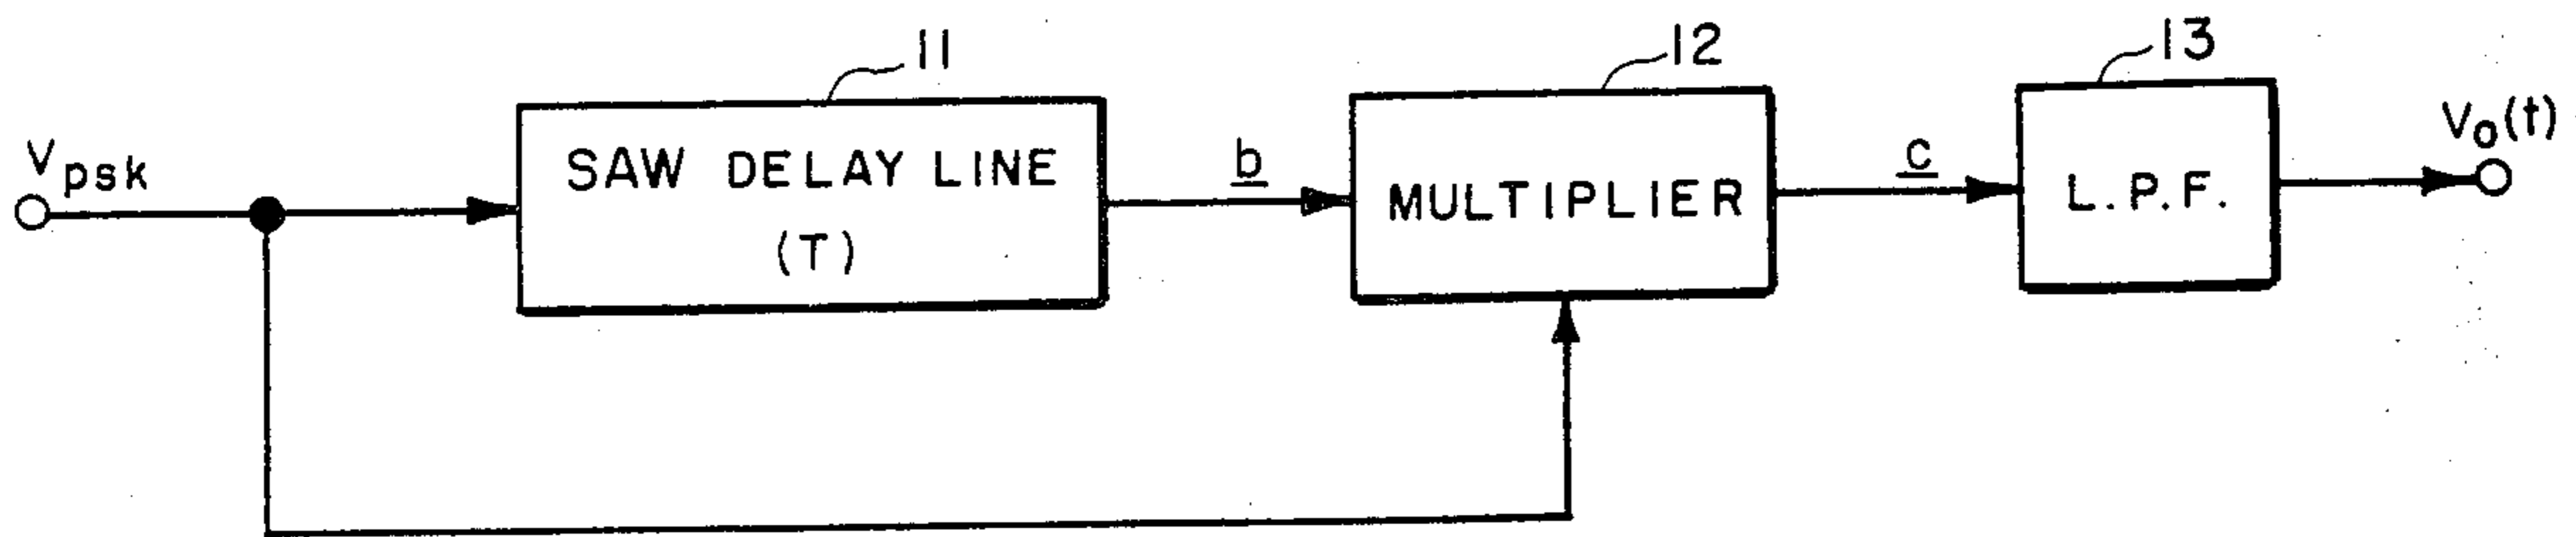 11
12
13
Vpsk
SAW DELAY LINE
(T)
b
MULTIPLIER
c
L.P.F.
Vo(t)